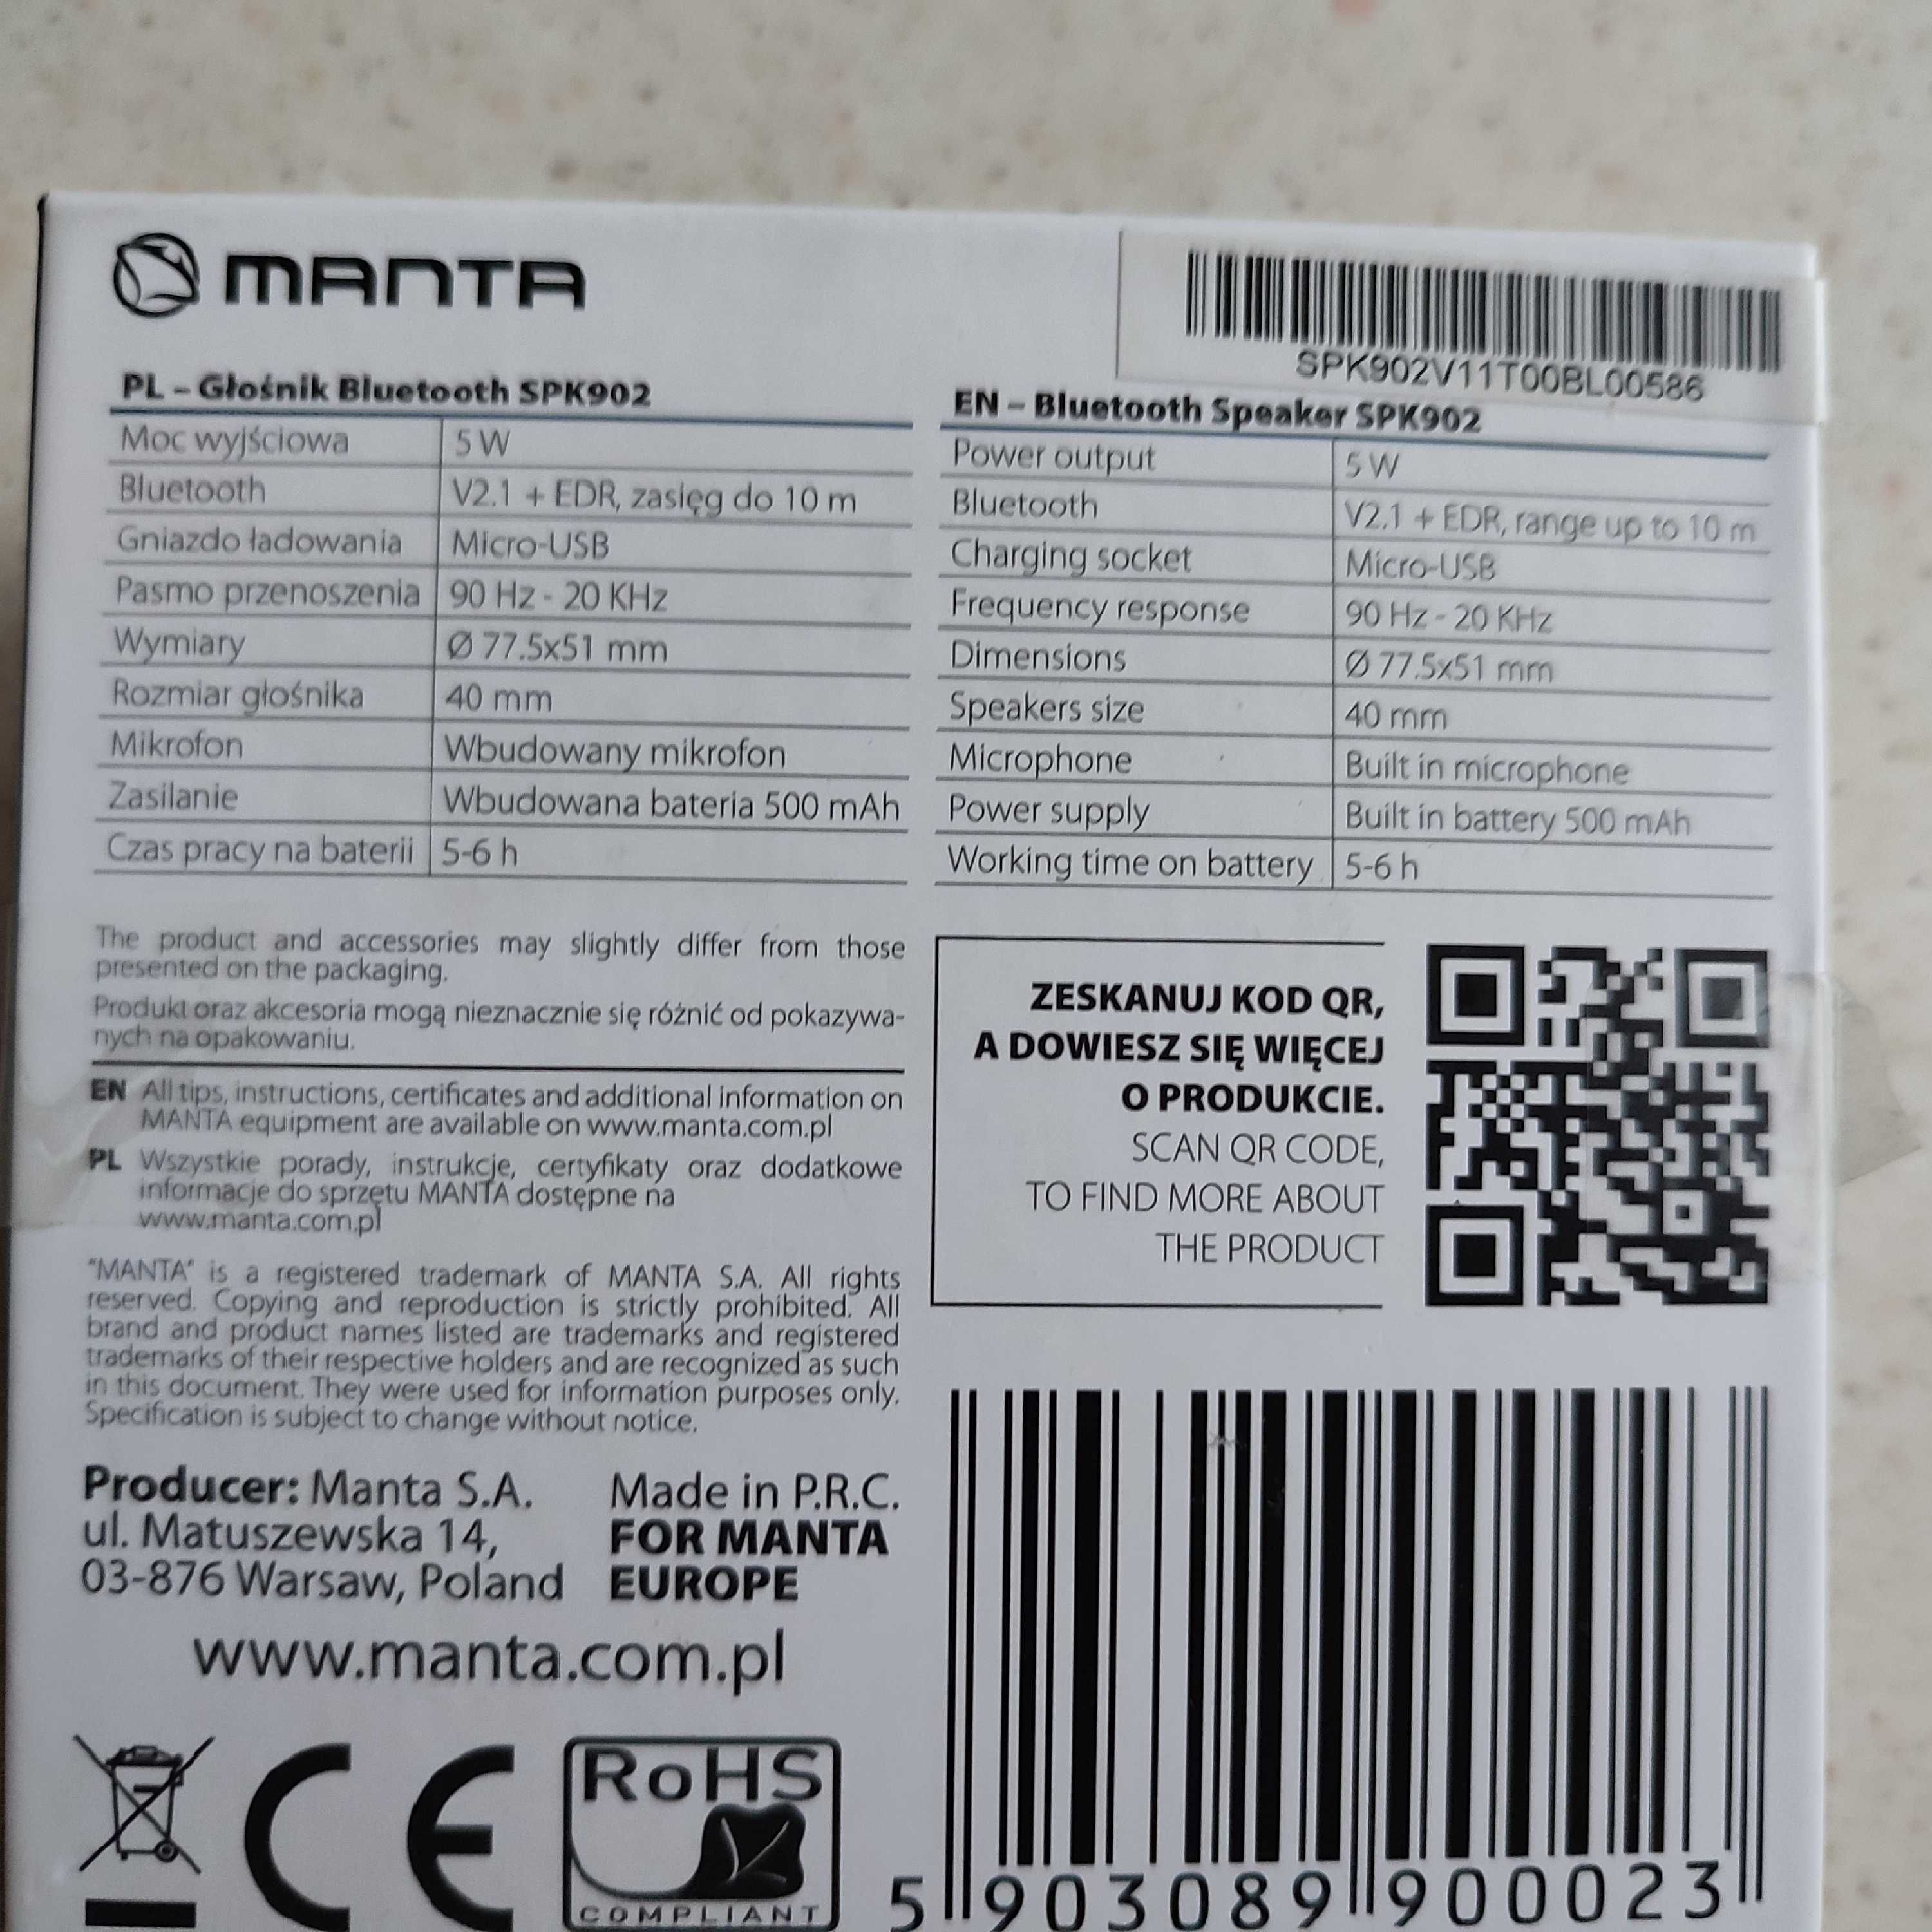 MANTA
SPK902V11T00BL00586
PL – Głośnik Bluetooth SPK902
Moc wyjściowa 5 W
Bluetooth V2.1 + EDR, zasięg do 10 m
Gniazdo ładowania Micro-USB
Pasmo przenoszenia 90 Hz - 20 KHz
Wymiary Ø 77.5x51 mm
Rozmiar głośnika 40 mm
Mikrofon Wbudowany mikrofon
Zasilanie Wbudowana bateria 500 mAh
Czas pracy na baterii 5-6 h
EN – Bluetooth Speaker SPK902
Power output 5 W
Bluetooth V2.1 + EDR, range up to 10 m
Charging socket Micro-USB
Frequency response 90 Hz - 20 KHz
Dimensions Ø 77.5x51 mm
Speakers size 40 mm
Microphone Built in microphone
Power supply Built in battery 500 mAh
Working time on battery 5-6 h
The product and accessories may slightly differ from those
presented on the packaging.
Produkt oraz akcesoria mogą nieznacznie się różnić od pokazywa-
nych na opakowaniu.
EN All tips, instructions, certificates and additional information on
MANTA equipment are available on www.manta.com.pl
PL Wszystkie porady, instrukcje, certyfikaty oraz dodatkowe
informacje do sprzętu MANTA dostępne na
www.manta.com.pl
"MANTA" is a registered trademark of MANTA S.A. All rights
reserved. Copying and reproduction is strictly prohibited. All
brand and product names listed are trademarks and registered
trademarks of their respective holders and are recognized as such
in this document. They were used for information purposes only.
Specification is subject to change without notice.
ZESKANUJ KOD QR,
A DOWIESZ SIĘ WIĘCEJ
O PRODUKCIE.
SCAN QR CODE,
TO FIND MORE ABOUT
THE PRODUCT
Producer: Manta S.A.
ul. Matuszewska 14,
03-876 Warsaw, Poland
Made in P.R.C.
FOR MANTA
EUROPE
www.manta.com.pl
CE
RoHS
COMPLIANT
5 903089 900023